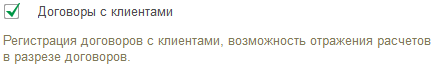 Договоры с клиентами
Регистрация договоров с клиентами, возможность отражения расчетов
в разрезе договоров.